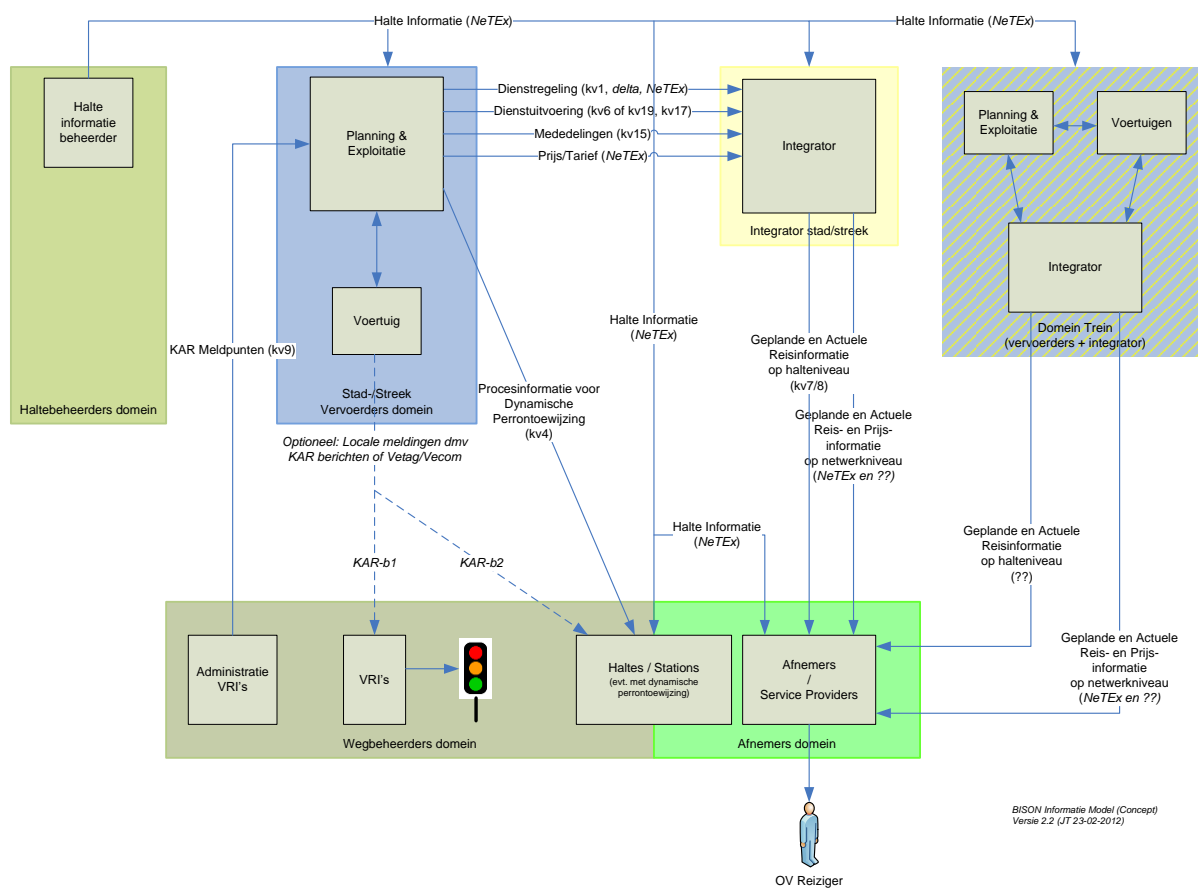 Halte Informatie (NeTEx)
Halte Informatie (NeTEx)
Halte
informatie
beheerder
Haltebeheerders domein
Planning &
Exploitatie
Voertuig
Stad-/Streek
Vervoerders domein
Dienstregeling (kv1, delta, NeTEx)
Dienstuitvoering (kv6 of kv19, kv17)
Mededelingen (kv15)
Prijs/Tarief (NeTEx)
Integrator
Integrator stad/streek
Planning &
Exploitatie
Voertuigen
Integrator
Domein Trein
(vervoerders + integrator)
KAR Meldpunten (kv9)
Halte Informatie
(NeTEx)
Geplande en Actuele
Reisinformatie
op halteniveau
(kv7/8)
Procesinformatie voor
Dynamische
Perrontoewijzing
(kv4)
Geplande en Actuele
Reis- en Prijs-
informatie
op netwerkniveau
(NeTEx en ??)
Optioneel: Locale meldingen dmv
KAR berichten of Vetag/Vecom
Halte Informatie
(NeTEx)
Geplande en Actuele
Reisinformatie
op halteniveau
(??)
KAR-b1
KAR-b2
Geplande en Actuele
Reis- en Prijs-
informatie
op netwerkniveau
(NeTEx en ??)
Administratie
VRI's
VRI's
Haltes / Stations
(evt. met dynamische
perrontoewijzing)
Afnemers
/
Service Providers
Wegbeheerders domein
Afnemers domein
OV Reiziger
BISON Informatie Model (Concept)
Versie 2.2 (JT 23-02-2012)